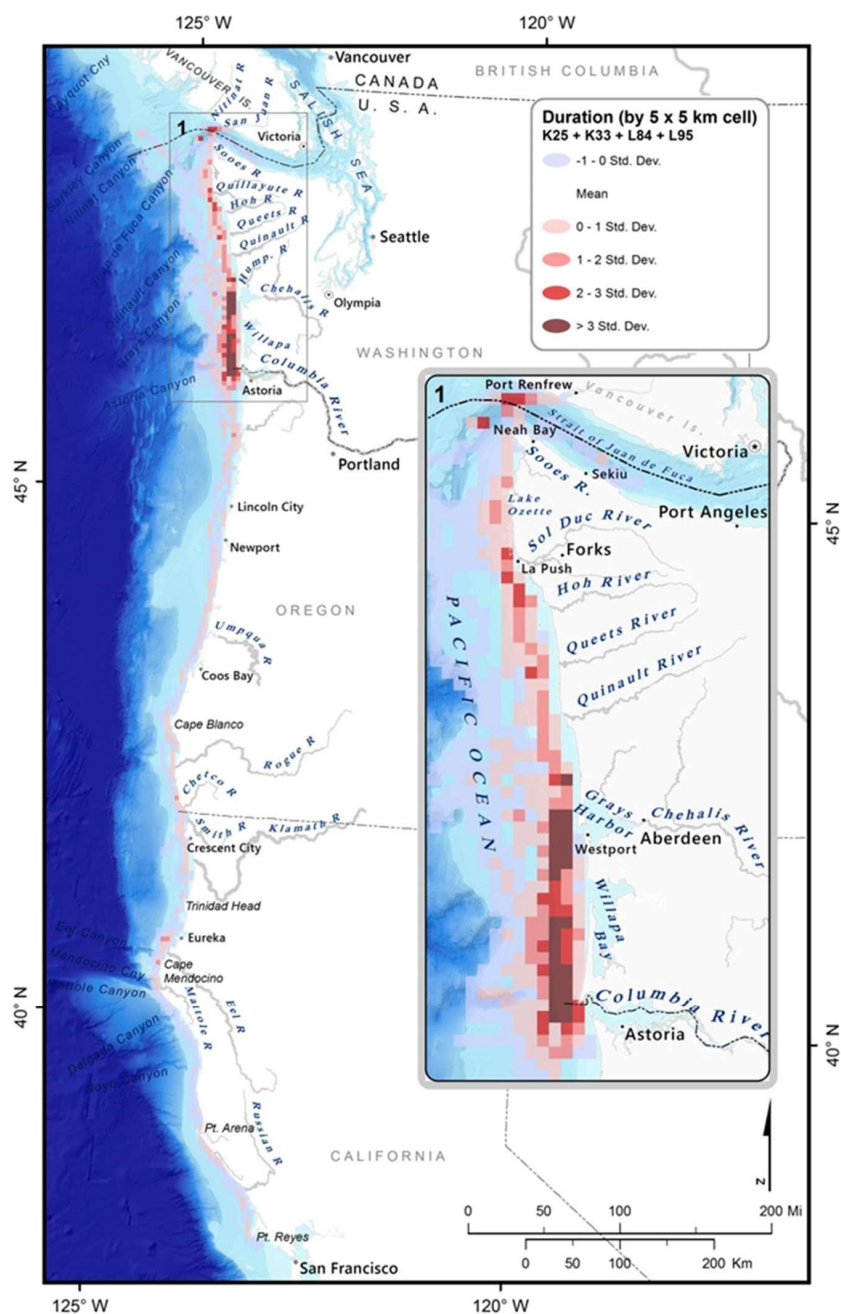 125° W
120° W
Vancouver
BRITISH COLUMBIA
CANADA
U. S. A.
VANCOUVER IS.
Nitinat R
San Juan R
SALISH SEA
1
Victoria
Barkley Canyon
Nitinat Canyon
Sooes R
Quillayute R
Hoh R
Queets R
Quinault R
Hump. R
Seattle
Olympia
Chehalis R
Quinault Canyon
Grays Canyon
Willapa
WASHINGTON
Columbia River
Astoria Canyon
Astoria
Portland
45° N
Lincoln City
Newport
OREGON
Umpqua R
Coos Bay
Cape Blanco
Rogue R
Chetco R
Smith R
Klamath R
Crescent City
Trinidad Head
Eel Canyon
Eureka
Mendocino Cny
Cape
Mendocino
Mattole Canyon
40° N
Mattole R
Eel R
Delgada Canyon
Noyo Canyon
Russian R
Pt. Arena
CALIFORNIA
Pt. Reyes
San Francisco
Duration (by 5 x 5 km cell)
K25 + K33 + L84 + L95
-1 - 0 Std. Dev.
Mean
0 - 1 Std. Dev.
1 - 2 Std. Dev.
2 - 3 Std. Dev.
> 3 Std. Dev.
1
Port Renfrew
Vancouver Is.
Strait of Juan de Fuca
Neah Bay
Victoria
Sooes R.
Sekiu
Lake
Ozette
Port Angeles
45° N
Sol Duc River
Forks
La Push
Hoh River
PACIFIC OCEAN
Queets River
Quinault River
Grays
Harbor
Chehalis River
Westport
Aberdeen
Willapa
Bay
Columbia River
Astoria
40° N
N
0 50 100 200 Mi
0 50 100 200 Km
125° W
120° W